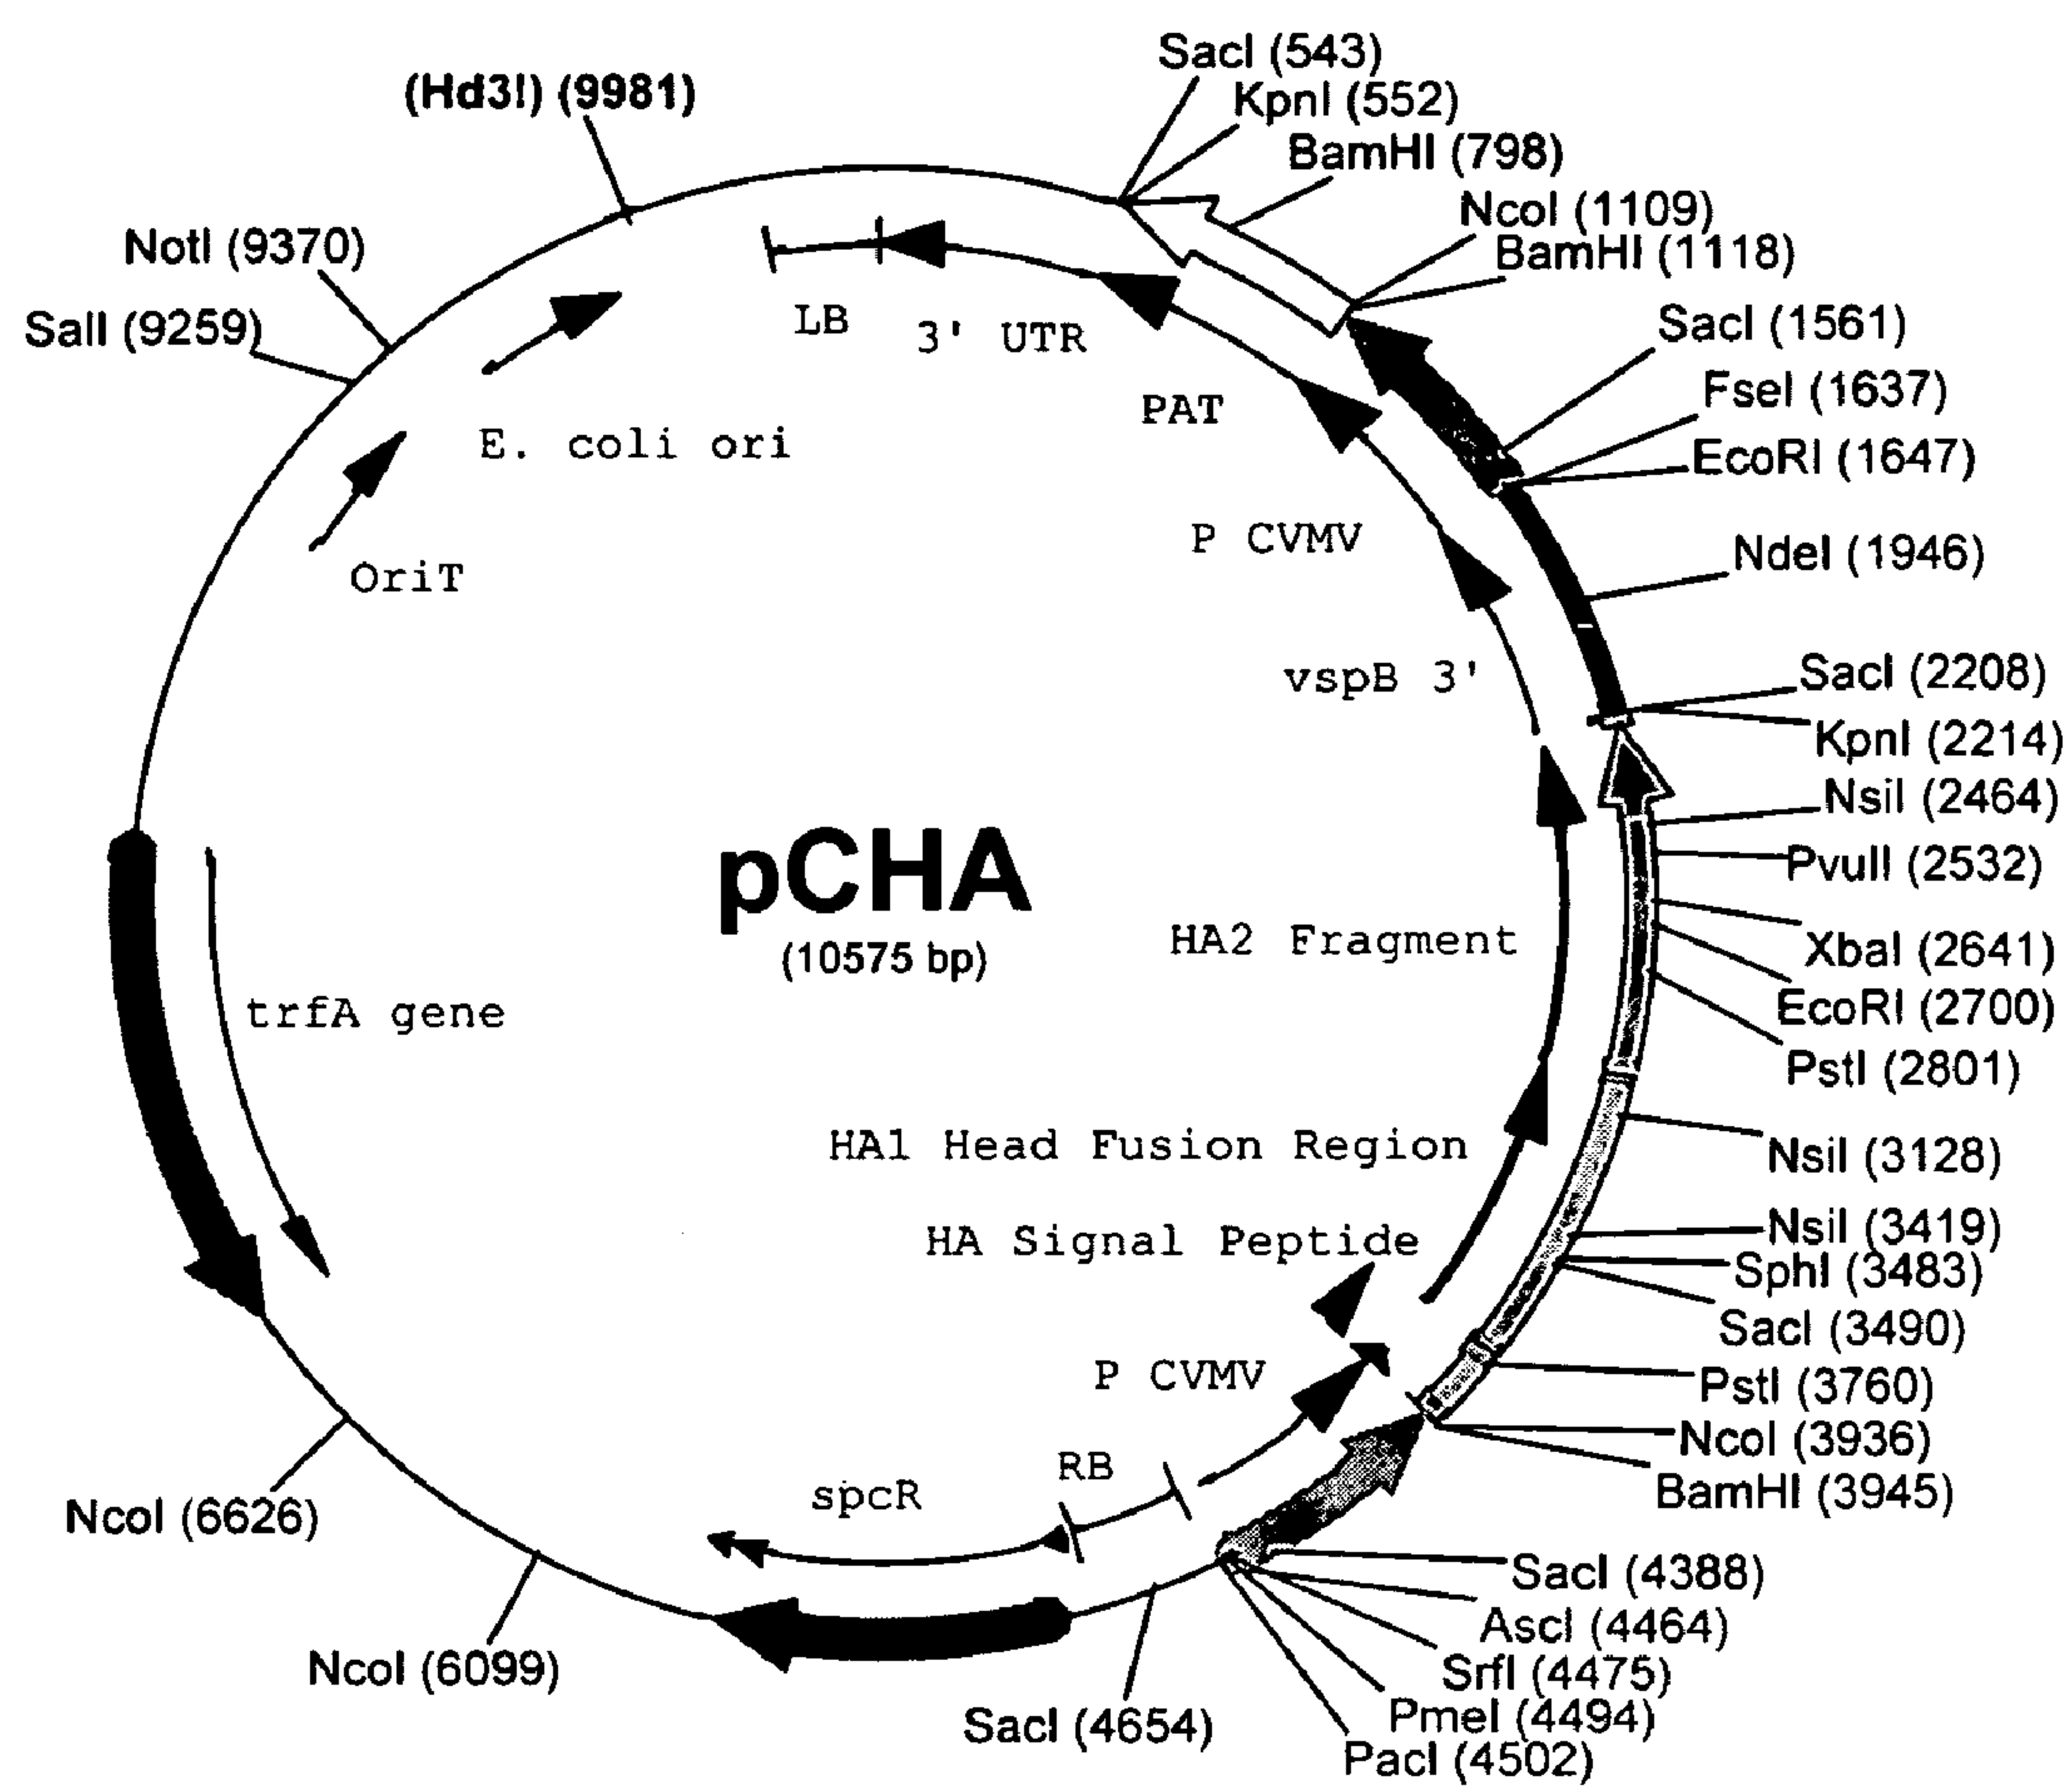 SacI (543)
KpnI (552)
BamHI (798)
NcoI (1109)
BamHI (1118)
SacI (1561)
FseI (1637)
EcoRI (1647)
NdeI (1946)
SacI (2208)
KpnI (2214)
NsiI (2464)
PvuII (2532)
XbaI (2641)
EcoRI (2700)
PstI (2801)
NsiI (3128)
NsiI (3419)
SphI (3483)
SacI (3490)
PstI (3760)
NcoI (3936)
BamHI (3945)
SacI (4388)
AscI (4464)
SrfI (4475)
PmeI (4494)
PacI (4502)
SacI (4654)
NcoI (6099)
NcoI (6626)
SalI (9259)
NotI (9370)
(Hd3I) (9981)
LB
3' UTR
PAT
P CVMV
vspB 3'
HA2 Fragment
HA1 Head Fusion Region
HA Signal Peptide
P CVMV
RB
spcR
trfA gene
OriT
E. coli ori
pCHA
(10575 bp)